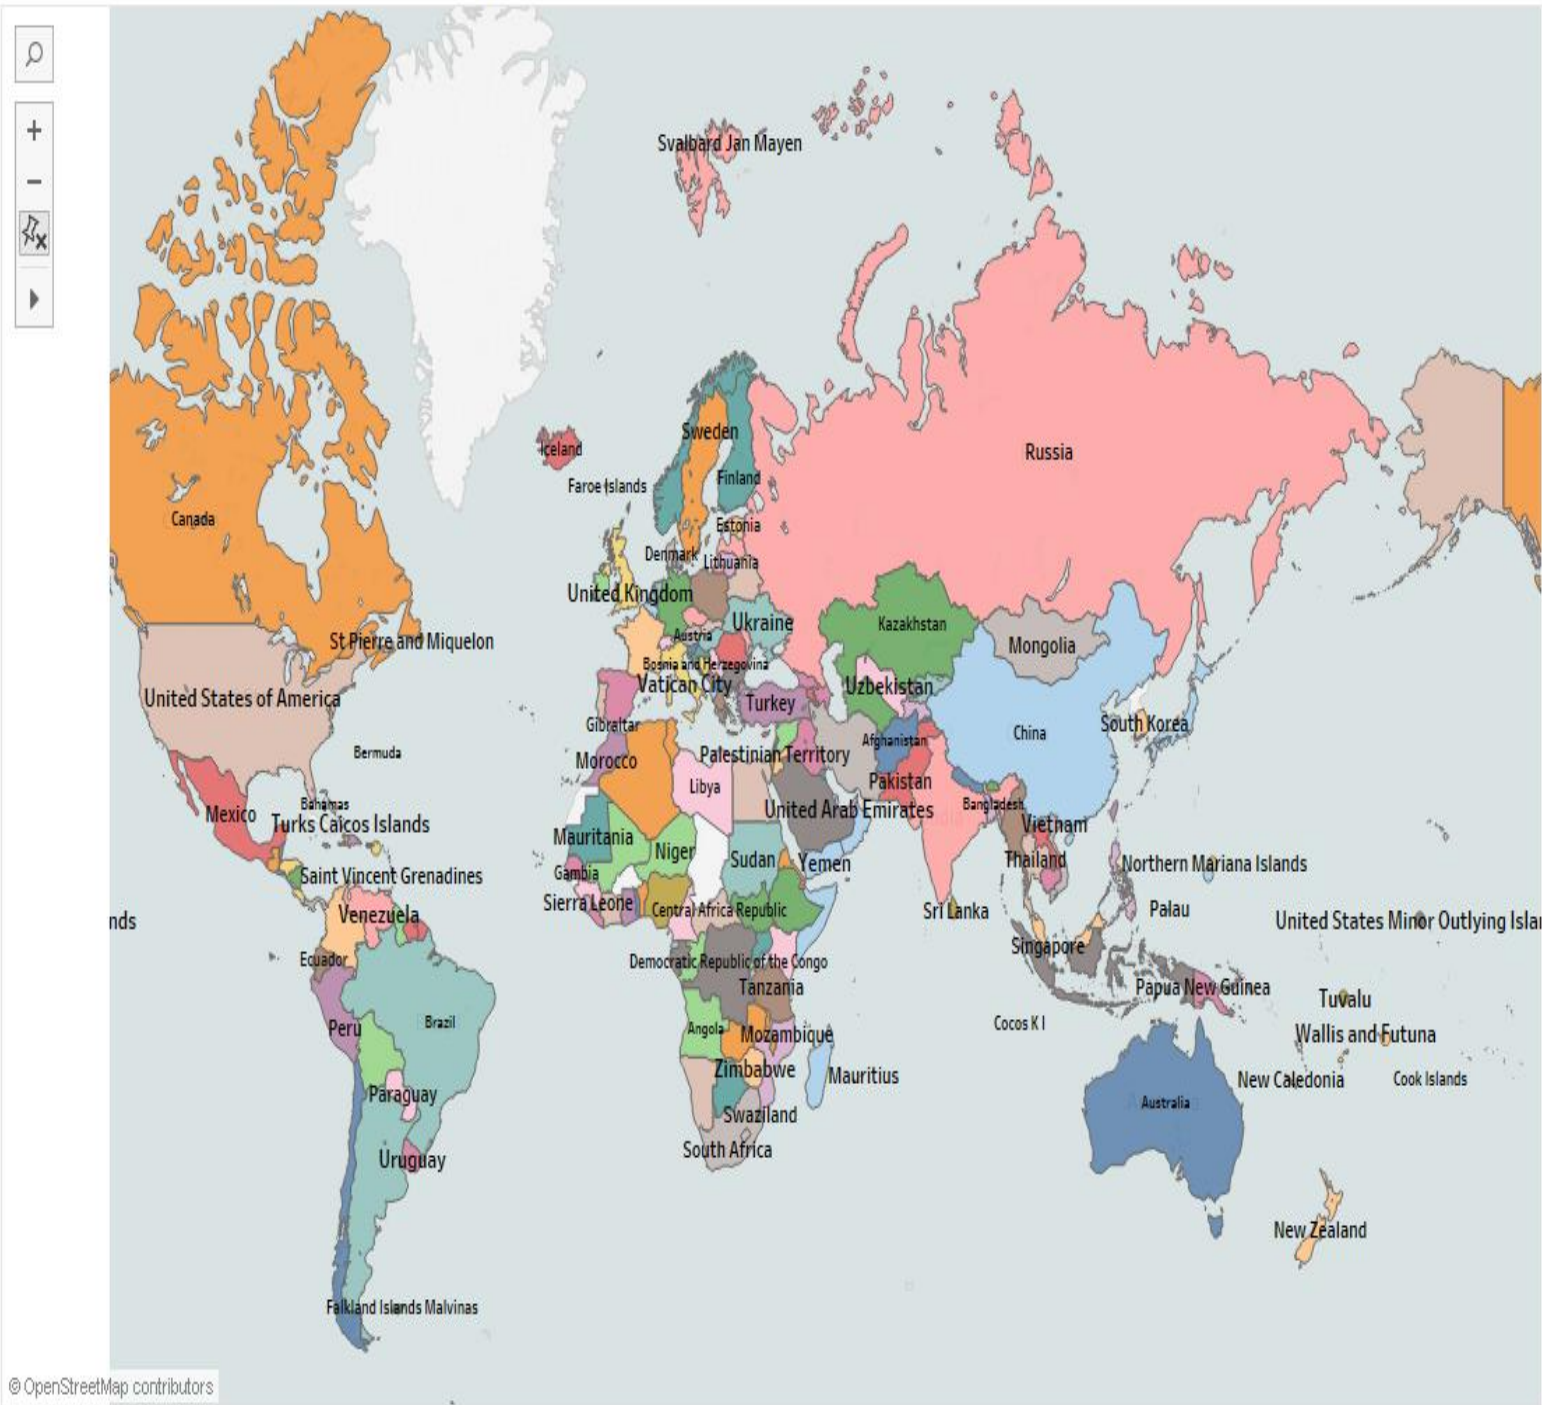 Svalbard Jan Mayen
Sweden
Russia
Iceland
Finland
Faroe Islands
Canada
Estonia
Denmark
Lithuania
United Kingdom
Ukraine
Kazakhstan
Austria
Mongolia
St Pierre and Miquelon
Bosnia and Herzegovina
Vatican City
Uzbekistan
United States of America
Turkey
Gibraltar
South Korea
China
Afghanistan
Bermuda
Morocco
Palestinian Territory
Pakistan
Libya
Bahamas
Bangladesh
United Arab Emirates
Mexico
Turks Caicos Islands
Vietnam
Mauritania
Niger
Sudan
Yemen
Thailand
Northern Mariana Islands
Gambia
Saint Vincent Grenadines
Sierra Leone
Central Africa Republic
Sri Lanka
Palau
Venezuela
nds
United States Minor Outlying Islan
Singapore
Ecuador
Democratic Republic of the Congo
Tanzania
Papua New Guinea
Tuvalu
Peru
Brazil
Angola
Mozambique
Cocos K I
Wallis and Futuna
Zimbabwe
Mauritius
New Caledonia
Cook Islands
Paraguay
Australia
Swaziland
South Africa
Uruguay
New Zealand
Falkland Islands Malvinas
© OpenStreetMap contributors